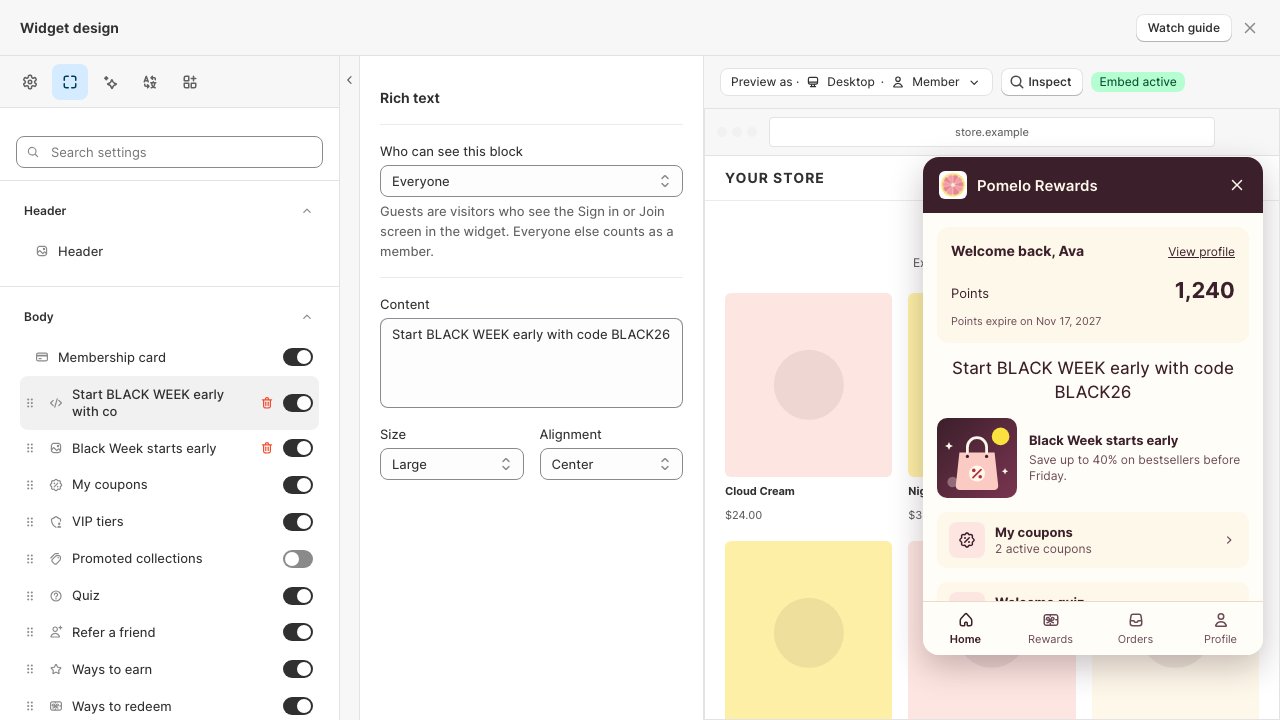 Widget design
Watch guide
Search settings
Header
Header
Body
Membership card
Start BLACK WEEK early
with co
Black Week starts early
My coupons
VIP tiers
Promoted collections
Quiz
Refer a friend
Ways to earn
Ways to redeem
Rich text
Who can see this block
Everyone
Guests are visitors who see the Sign in or Join
screen in the widget. Everyone else counts as a
member.
Content
Start BLACK WEEK early with code BLACK26
Size
Alignment
Large
Center
Preview as · Desktop · Member
Inspect
Embed active
store.example
YOUR STORE
Ex
Cloud Cream
$24.00
Nig
$3
Pomelo Rewards
Welcome back, Ava
View profile
Points
1,240
Points expire on Nov 17, 2027
Start BLACK WEEK early with code
BLACK26
Black Week starts early
Save up to 40% on bestsellers before
Friday.
My coupons
2 active coupons
Welcome quiz
Home
Rewards
Orders
Profile